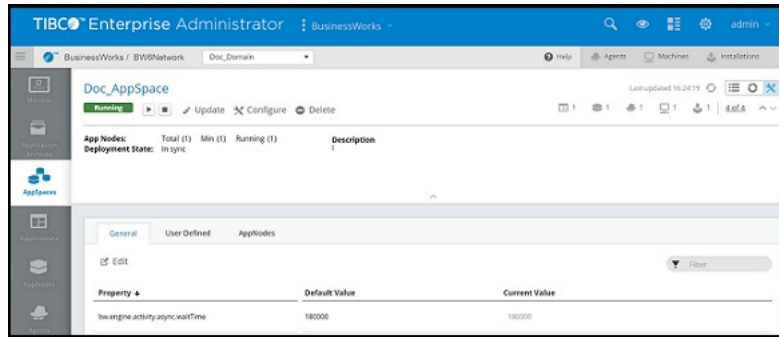 TIBCO™ Enterprise Administrator BusinessWorks admin
BusinessWorks / BW6Network Doc_Domain Help Agents Machines Installations
Monitor
Doc_AppSpace Last updated 16:24:19
Running Update Configure Delete 1 1 1 1 1 4 of 4
Application Archives
App Nodes: Total (1) Min (1) Running (1) Description
Deployment State: In sync :
AppSpaces
Applications
General User Defined AppNodes
Edit Filter
AppNodes
Property Default Value Current Value
bw.engine.activity.async.waitTime 180000 180000
Agents